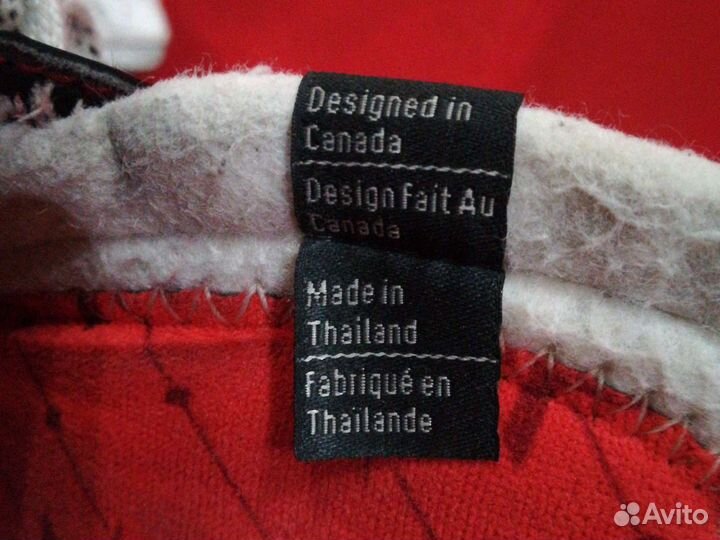 Designed in
Canada
Design Fait Au
Canada
Made in
Thailand
Fabriqué en
Thaïlande
Avito